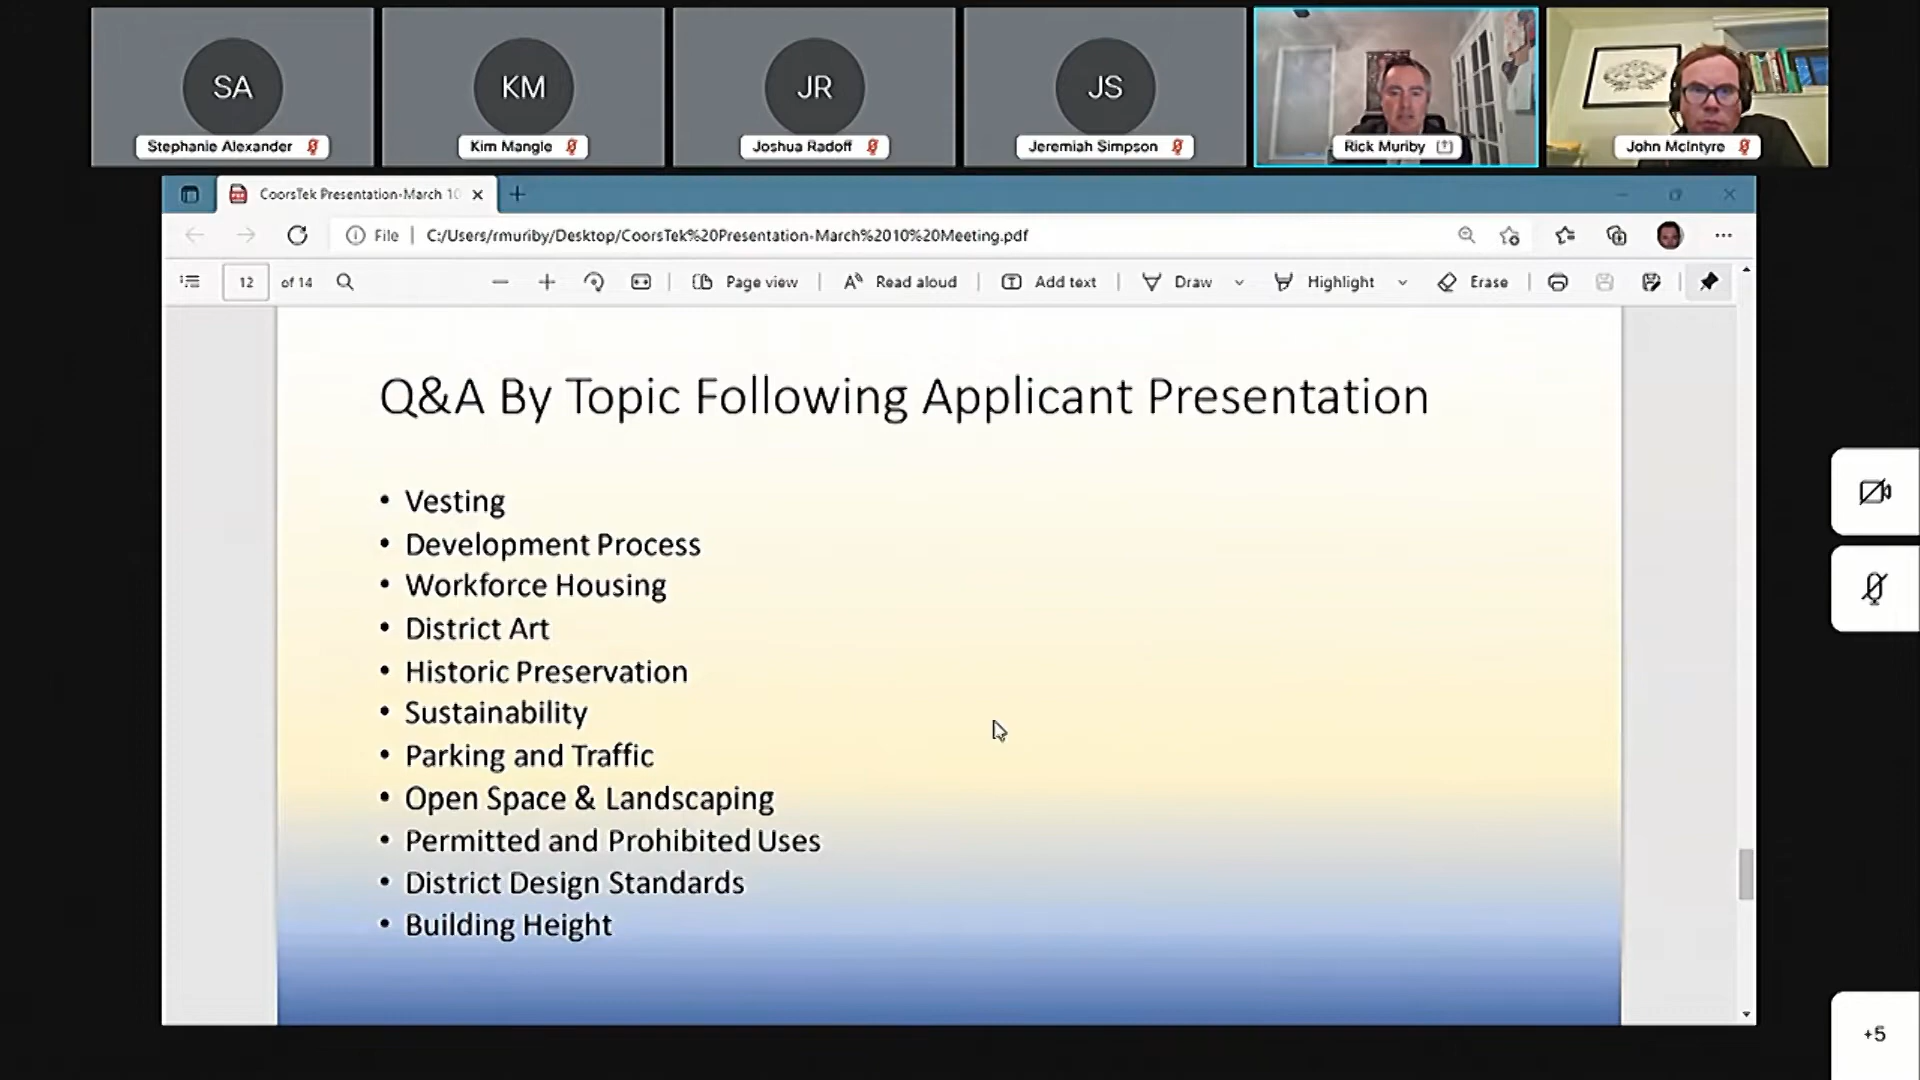 SA
KM
JR
JS
Stephanie Alexander
Kim Mangle
Joshua Radoff
Jeremiah Simpson
Rick Muriby
John McIntyre
CoorsTek Presentation-March 10
File
C:/Users/rmuriby/Desktop/CoorsTek%20Presentation-March%2010%20Meeting.pdf
12 of 14
Page view
Read aloud
Add text
Draw
Highlight
Erase
Q&A By Topic Following Applicant Presentation
• Vesting
• Development Process
• Workforce Housing
• District Art
• Historic Preservation
• Sustainability
• Parking and Traffic
• Open Space & Landscaping
• Permitted and Prohibited Uses
• District Design Standards
• Building Height
+5